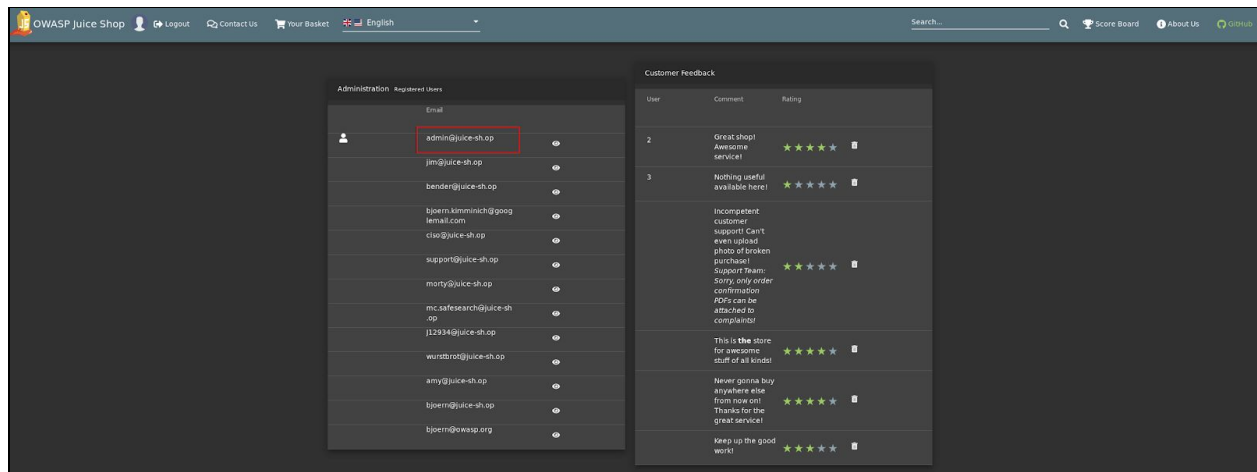 OWASP Juice Shop Logout Contact Us Your Basket English Search... Score Board About Us GitHub
Administration Registered Users
Email
admin@juice-sh.op
jim@juice-sh.op
bender@juice-sh.op
bjoern.kimminich@goog
lemail.com
ciso@juice-sh.op
support@juice-sh.op
morty@juice-sh.op
mc.safesearch@juice-sh
.op
J12934@juice-sh.op
wurstbrot@juice-sh.op
amy@juice-sh.op
bjoern@juice-sh.op
bjoern@owasp.org
Customer Feedback
User Comment Rating
2 Great shop!
Awesome
service!
3 Nothing useful
available here!
Incompetent
customer
support! Can't
even upload
photo of broken
purchase!
Support Team:
Sorry, only order
confirmation
PDFs can be
attached to
complaints!
This is the store
for awesome
stuff of all kinds!
Never gonna buy
anywhere else
from now on!
Thanks for the
great service!
Keep up the good
work!